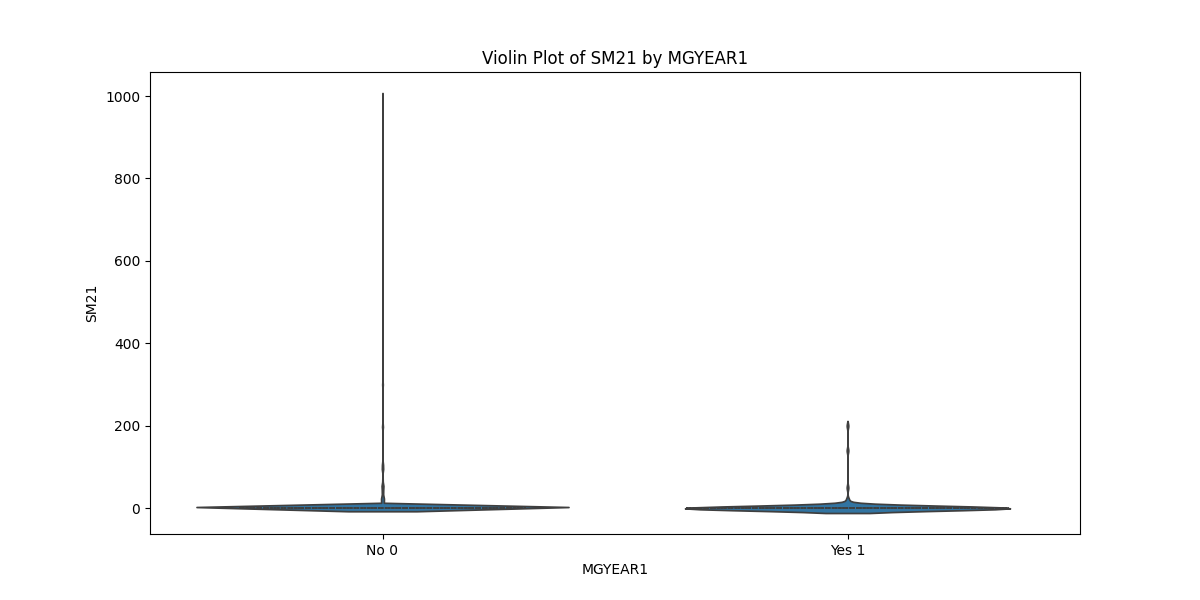 Violin Plot of SM21 by MGYEAR1
1000
800
600
400
200
0
SM21
No 0
Yes 1
MGYEAR1